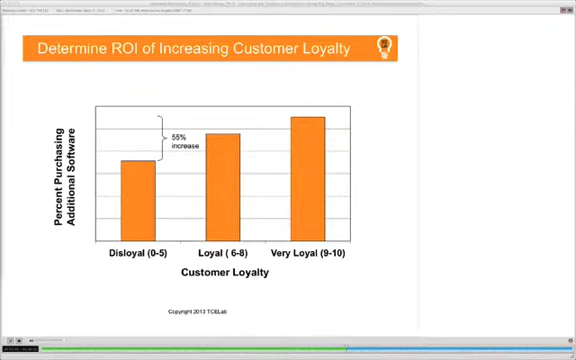 Determine ROI of Increasing Customer Loyalty
55%
increase
Percent Purchasing
Additional Software
Disloyal (0-5)
Loyal ( 6-8)
Very Loyal (9-10)
Customer Loyalty
Copyright 2013 TCELab